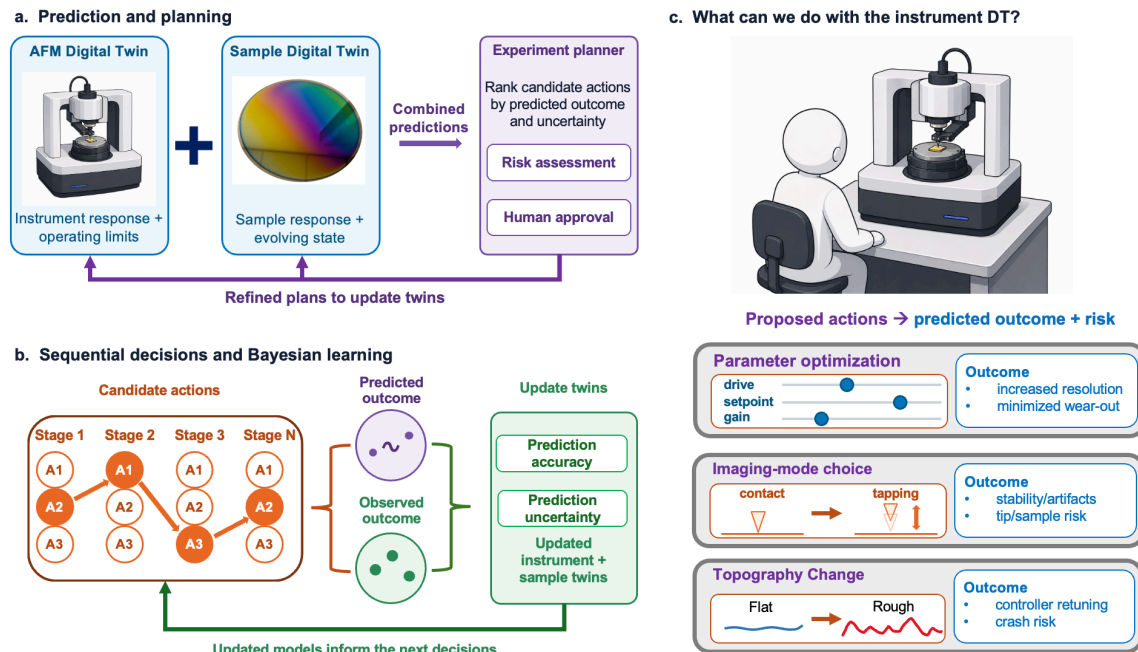 a. Prediction and planning
AFM Digital Twin
Instrument response +
operating limits
Sample Digital Twin
Sample response +
evolving state
Combined
predictions
Experiment planner
Rank candidate actions
by predicted outcome
and uncertainty
Risk assessment
Human approval
Refined plans to update twins
b. Sequential decisions and Bayesian learning
Candidate actions
Stage 1 Stage 2 Stage 3 Stage N
A1 A1 A1 A1
A2 A2 A2 A2
A3 A3 A3 A3
Predicted
outcome
Observed
outcome
Update twins
Prediction
accuracy
Prediction
uncertainty
Updated
instrument +
sample twins
Updated models inform the next decisions
c. What can we do with the instrument DT?
Proposed actions → predicted outcome + risk
Parameter optimization
drive
setpoint
gain
Outcome
• increased resolution
• minimized wear-out
Imaging-mode choice
contact
tapping
Outcome
• stability/artifacts
• tip/sample risk
Topography Change
Flat
Rough
Outcome
• controller retuning
• crash risk